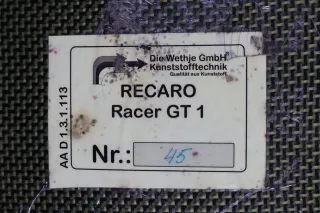 Die Wethje GmbH
Kunststofftechnik
Qualität aus Kunststoff
RECARO
Racer GT 1
Nr.: 45
AA D 1.3.1.113